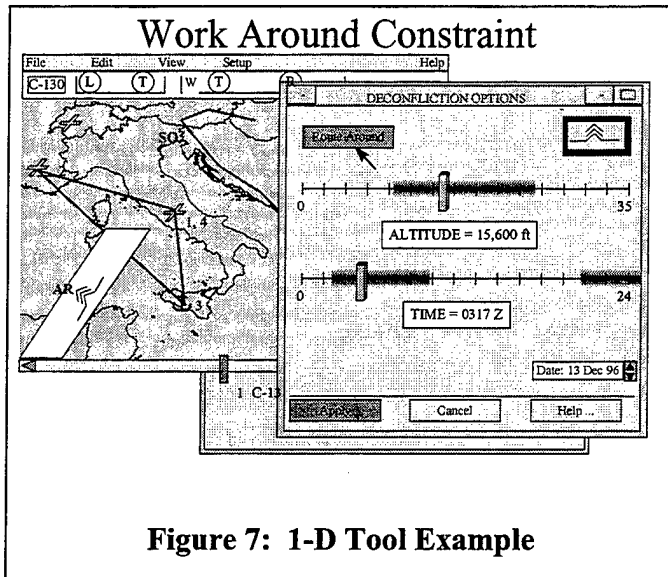 Work Around Constraint
File Edit View Setup Help
C-130 L T W T
DECONFLICTION OPTIONS
Route Around
0 35
ALTITUDE = 15,600 ft
0 24
TIME = 0317 Z
Date: 13 Dec 96
AR
1, 4
3
1 C-13
Cancel Help ...
Figure 7: 1-D Tool Example